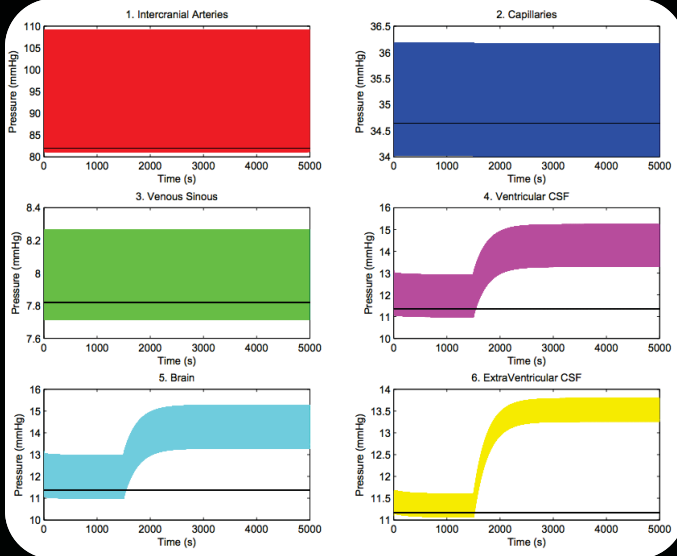 1. Intercranial Arteries
Pressure (mmHg)
110
105
100
95
90
85
80
0 1000 2000 3000 4000 5000
Time (s)
2. Capillaries
Pressure (mmHg)
36.5
36
35.5
35
34.5
34
0 1000 2000 3000 4000 5000
Time (s)
3. Venous Sinous
Pressure (mmHg)
8.4
8.2
8
7.8
7.6
0 1000 2000 3000 4000 5000
Time (s)
4. Ventricular CSF
Pressure (mmHg)
16
15
14
13
12
11
10
0 1000 2000 3000 4000 5000
Time (s)
5. Brain
Pressure (mmHg)
16
15
14
13
12
11
10
0 1000 2000 3000 4000 5000
Time (s)
6. ExtraVentricular CSF
Pressure (mmHg)
14
13.5
13
12.5
12
11.5
11
0 1000 2000 3000 4000 5000
Time (s)